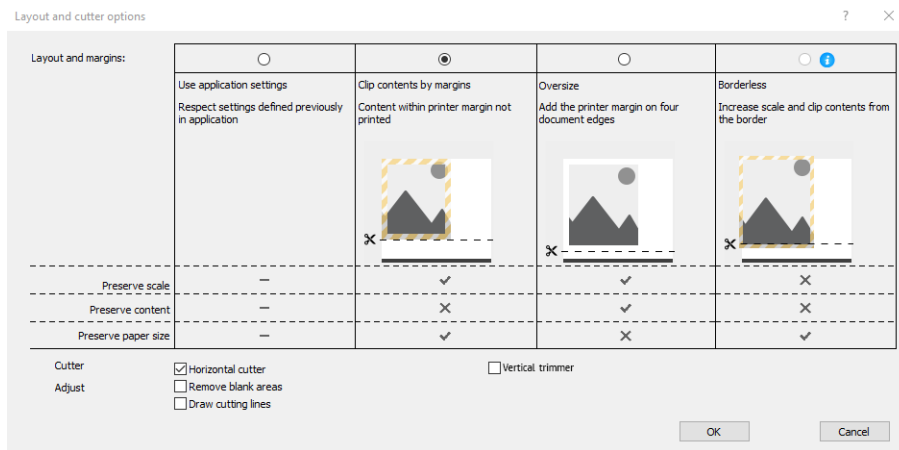 Layout and cutter options
?
Layout and margins:
Use application settings
Respect settings defined previously
in application
Clip contents by margins
Content within printer margin not
printed
Oversize
Add the printer margin on four
document edges
Borderless
Increase scale and clip contents from
the border
Preserve scale
Preserve content
Preserve paper size
Cutter
Horizontal cutter
Vertical trimmer
Adjust
Remove blank areas
Draw cutting lines
OK
Cancel